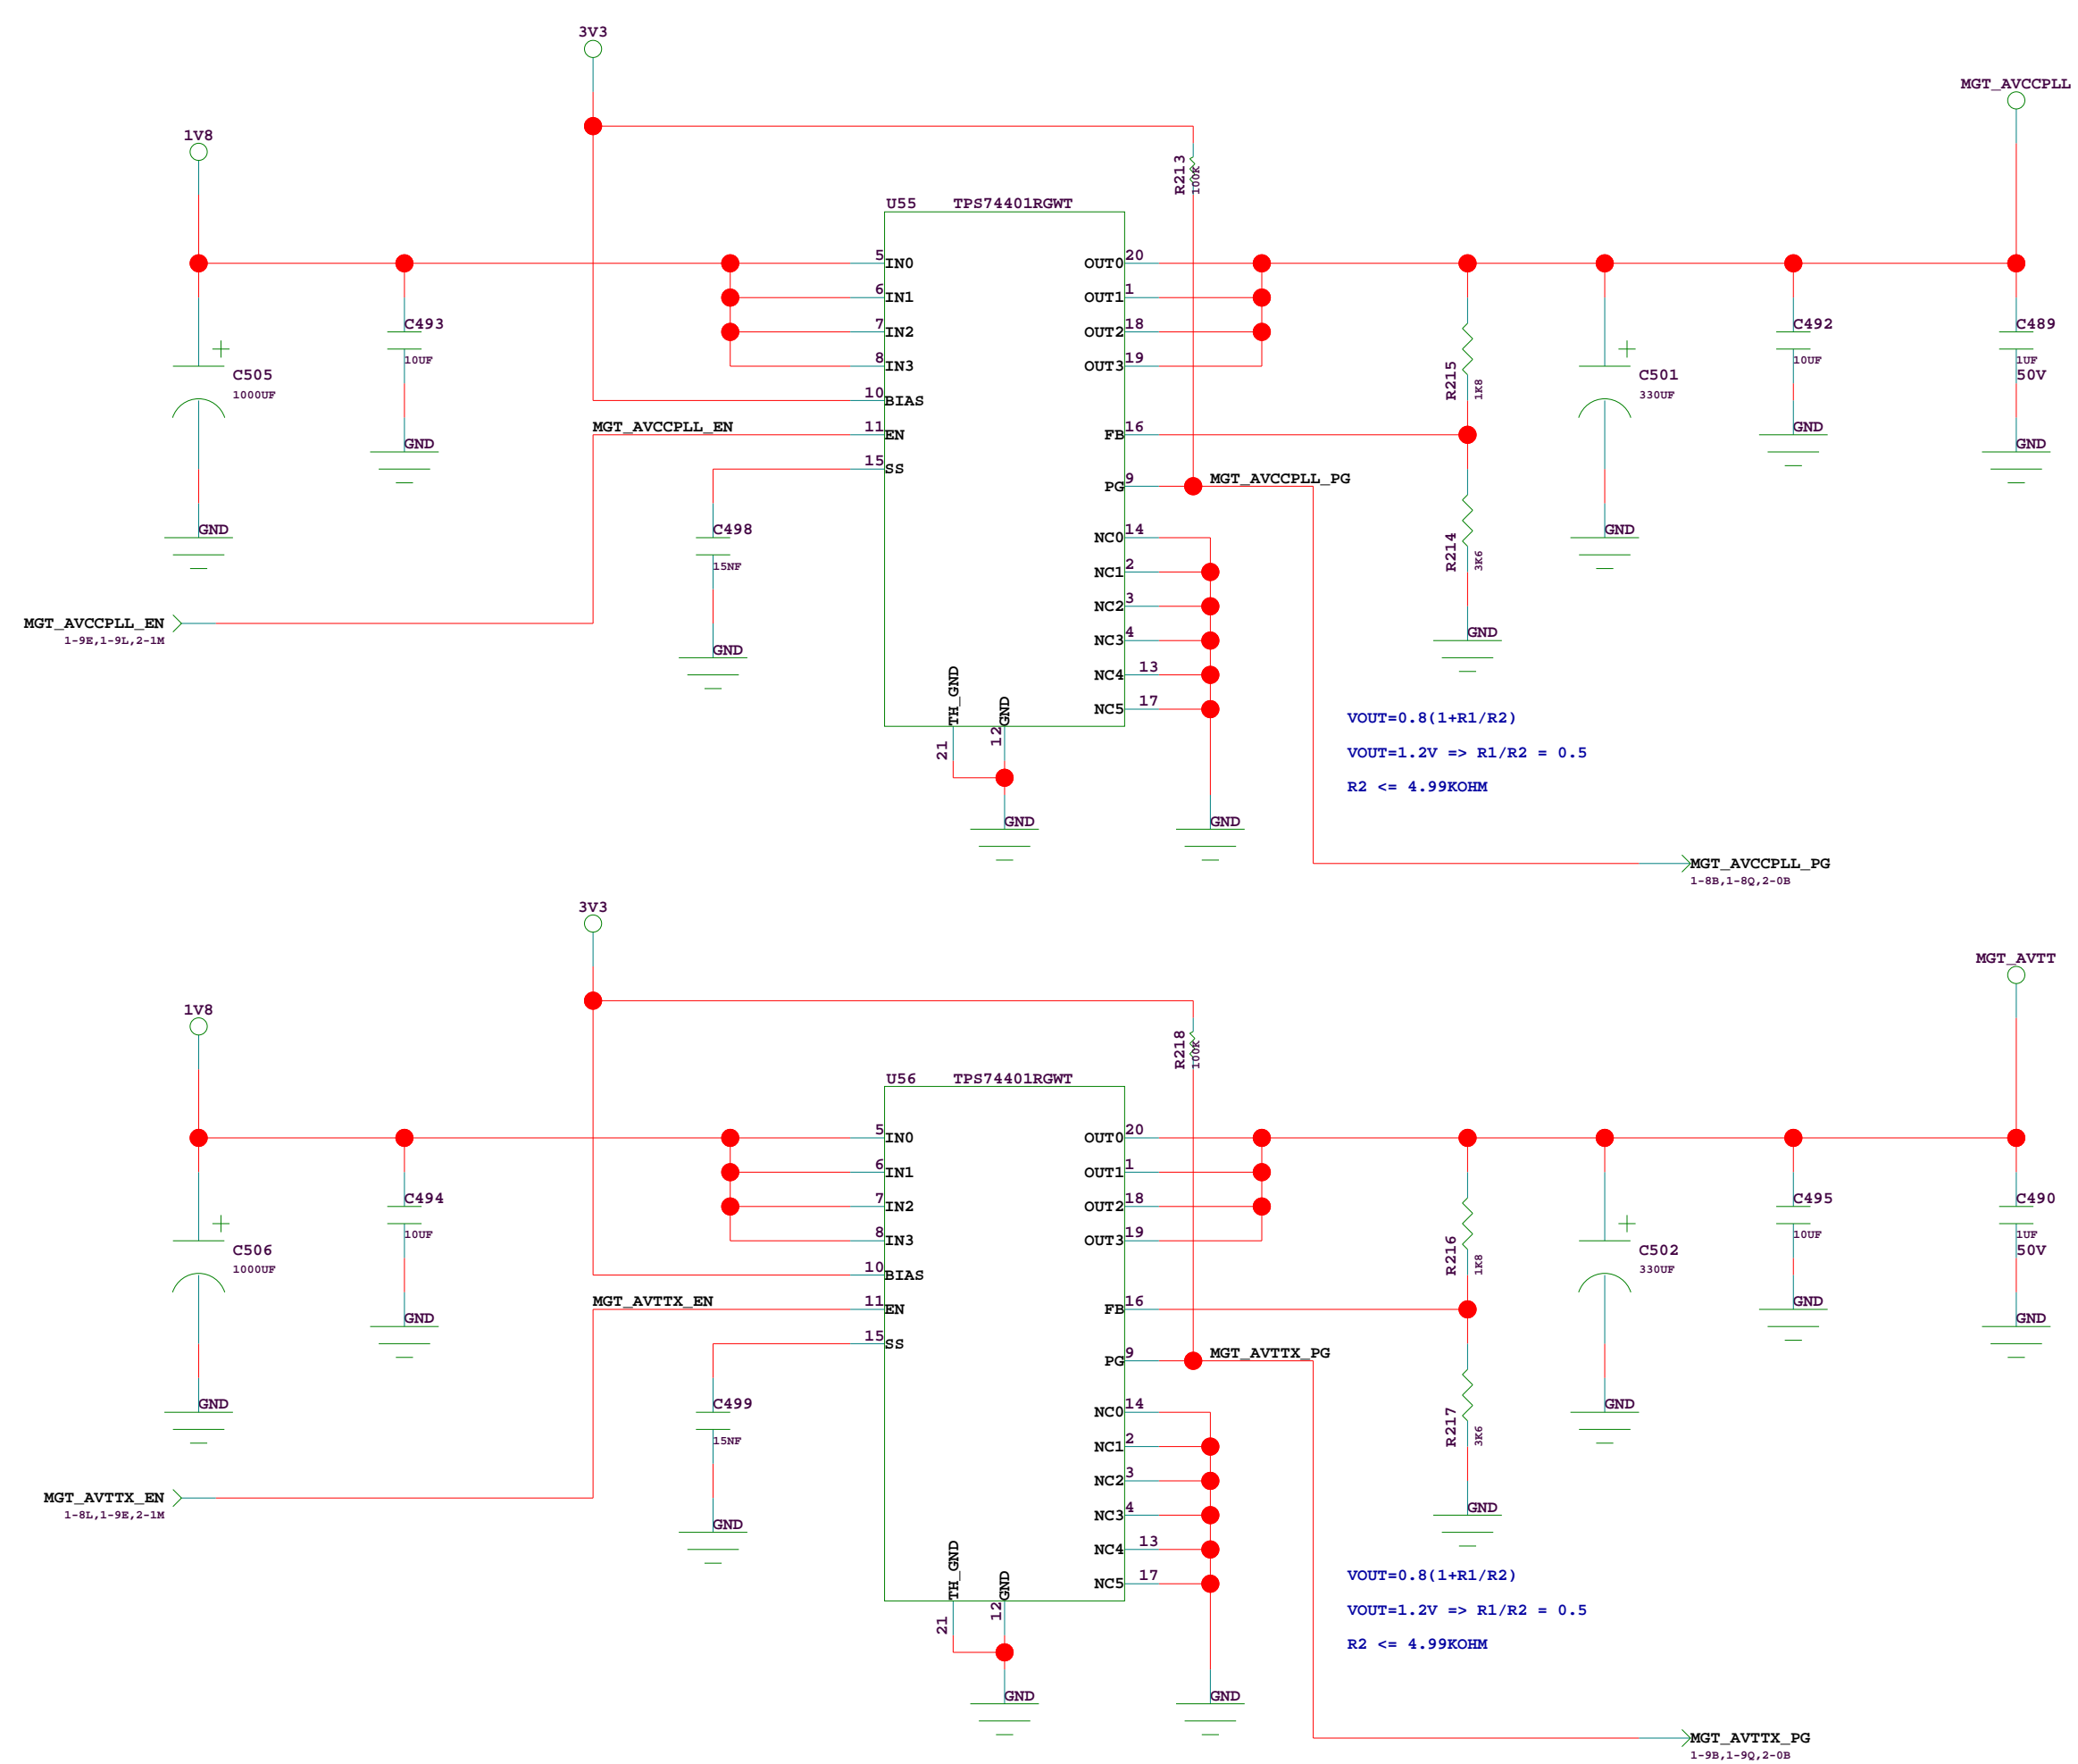 3V3
MGT_AVCCPLL
1V8
R213
100K
U55 TPS74401RGWT
5 IN0 OUT0 20
6 IN1 OUT1 1
7 IN2 OUT2 18
8 IN3 OUT3 19
10 BIAS
11 EN FB 16
15 SS
PG 9
NC0 14
NC1 2
NC2 3
NC3 4
NC4 13
NC5 17
TH_GND
21
GND
12
GND
GND
C505
1000UF
GND
C493
10UF
GND
MGT_AVCCPLL_EN
C498
15NF
GND
MGT_AVCCPLL_EN
1-9E,1-9L,2-1M
MGT_AVCCPLL_PG
R215
1K8
R214
3K6
GND
C501
330UF
GND
C492
10UF
GND
C489
1UF
50V
GND
VOUT=0.8(1+R1/R2)
VOUT=1.2V => R1/R2 = 0.5
R2 <= 4.99KOHM
MGT_AVCCPLL_PG
1-8B,1-8Q,2-0B
3V3
MGT_AVTT
1V8
R218
100K
U56 TPS74401RGWT
5 IN0 OUT0 20
6 IN1 OUT1 1
7 IN2 OUT2 18
8 IN3 OUT3 19
10 BIAS
11 EN FB 16
15 SS
PG 9
NC0 14
NC1 2
NC2 3
NC3 4
NC4 13
NC5 17
TH_GND
21
GND
12
GND
GND
C506
1000UF
GND
C494
10UF
GND
MGT_AVTTX_EN
C499
15NF
GND
MGT_AVTTX_EN
1-8L,1-9E,2-1M
MGT_AVTTX_PG
R216
1K8
R217
3K6
GND
C502
330UF
GND
C495
10UF
GND
C490
1UF
50V
GND
VOUT=0.8(1+R1/R2)
VOUT=1.2V => R1/R2 = 0.5
R2 <= 4.99KOHM
MGT_AVTTX_PG
1-9B,1-9Q,2-0B